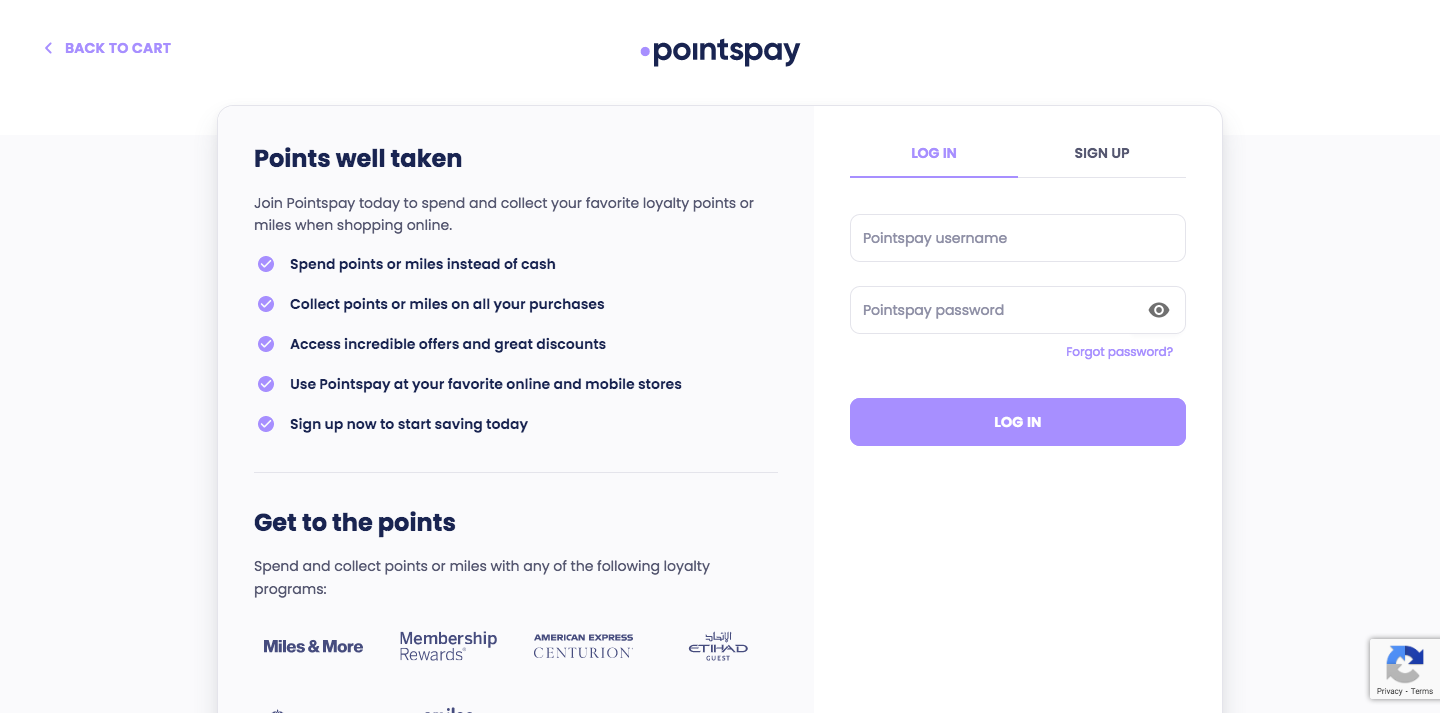 BACK TO CART
pointspay
Points well taken
Join Pointspay today to spend and collect your favorite loyalty points or
miles when shopping online.
Spend points or miles instead of cash
Collect points or miles on all your purchases
Access incredible offers and great discounts
Use Pointspay at your favorite online and mobile stores
Sign up now to start saving today
Get to the points
Spend and collect points or miles with any of the following loyalty
programs:
Miles & More
Membership
Rewards®
AMERICAN EXPRESS
CENTURION
الإتحاد
ETIHAD
GUEST
LOG IN
SIGN UP
Pointspay username
Pointspay password
Forgot password?
LOG IN
Privacy - Terms